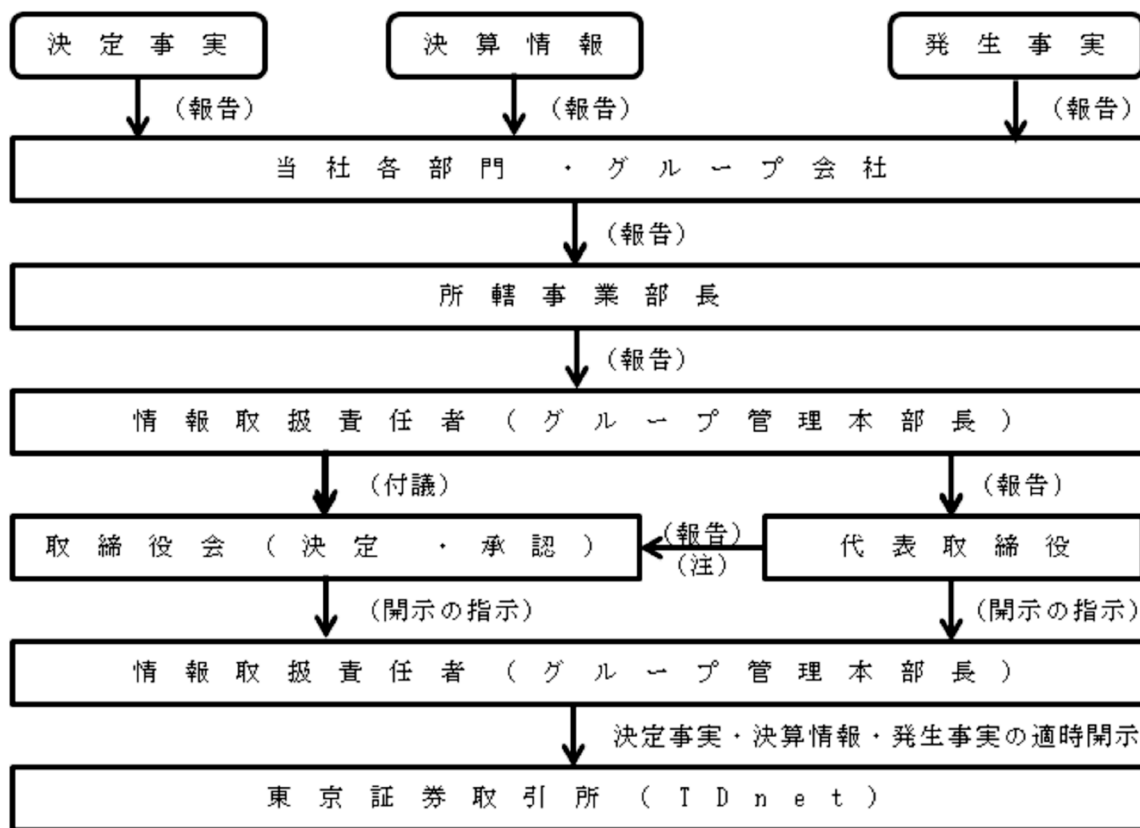 決定事実 決算情報 発生事実
(報告) (報告) (報告)
当社各部門・グループ会社
(報告)
所轄事業部長
(報告)
情報取扱責任者(グループ管理本部長)
(付議) (報告)
取締役会(決定・承認) (報告) 代表取締役
(注)
(開示の指示) (開示の指示)
情報取扱責任者(グループ管理本部長)
決定事実・決算情報・発生事実の適時開示
東京証券取引所(TDnet)